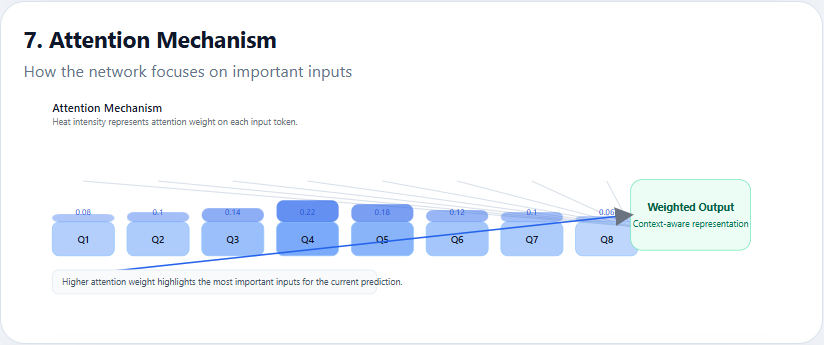 7. Attention Mechanism
How the network focuses on important inputs
Attention Mechanism
Heat intensity represents attention weight on each input token.
0.08 0.1 0.14 0.22 0.18 0.12 0.1 0.06
Q1 Q2 Q3 Q4 Q5 Q6 Q7 Q8
Weighted Output
Context-aware representation
Higher attention weight highlights the most important inputs for the current prediction.